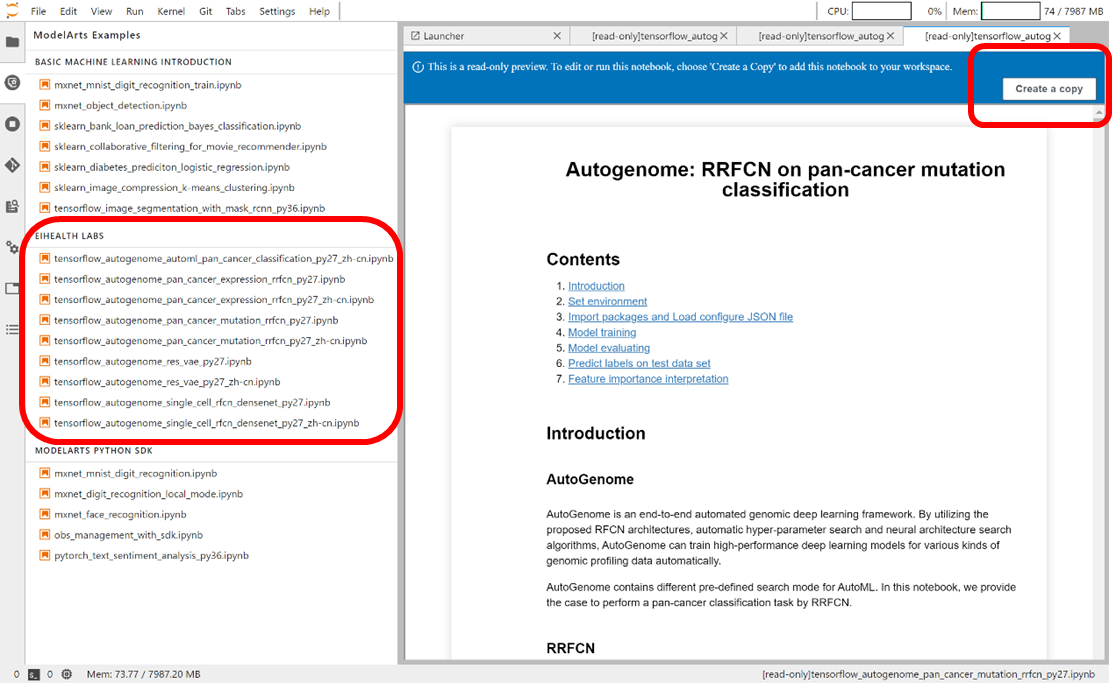 File Edit View Run Kernel Git Tabs Settings Help CPU: 0% Mem: 74 / 7987 MB
ModelArts Examples
BASIC MACHINE LEARNING INTRODUCTION
mxnet_mnist_digit_recognition_train.ipynb
mxnet_object_detection.ipynb
sklearn_bank_loan_prediction_bayes_classification.ipynb
sklearn_collaborative_filtering_for_movie_recommender.ipynb
sklearn_diabetes_prediciton_logistic_regression.ipynb
sklearn_image_compression_k-means_clustering.ipynb
tensorflow_image_segmentation_with_mask_rcnn_py36.ipynb
EIHEALTH LABS
tensorflow_autogenome_automl_pan_cancer_classification_py27_zh-cn.ipynb
tensorflow_autogenome_pan_cancer_expression_rrfcn_py27.ipynb
tensorflow_autogenome_pan_cancer_expression_rrfcn_py27_zh-cn.ipynb
tensorflow_autogenome_pan_cancer_mutation_rrfcn_py27.ipynb
tensorflow_autogenome_pan_cancer_mutation_rrfcn_py27_zh-cn.ipynb
tensorflow_autogenome_res_vae_py27.ipynb
tensorflow_autogenome_res_vae_py27_zh-cn.ipynb
tensorflow_autogenome_single_cell_rfcn_densenet_py27.ipynb
tensorflow_autogenome_single_cell_rfcn_densenet_py27_zh-cn.ipynb
MODELARTS PYTHON SDK
mxnet_mnist_digit_recognition.ipynb
mxnet_digit_recognition_local_mode.ipynb
mxnet_face_recognition.ipynb
obs_management_with_sdk.ipynb
pytorch_text_sentiment_analysis_py36.ipynb
Launcher [read-only]tensorflow_autog [read-only]tensorflow_autog [read-only]tensorflow_autog
This is a read-only preview. To edit or run this notebook, choose 'Create a Copy' to add this notebook to your workspace.
Create a copy
Autogenome: RRFCN on pan-cancer mutation
classification
Contents
1. Introduction
2. Set environment
3. Import packages and Load configure JSON file
4. Model training
5. Model evaluating
6. Predict labels on test data set
7. Feature importance interpretation
Introduction
AutoGenome
AutoGenome is an end-to-end automated genomic deep learning framework. By utilizing the
proposed RFCN architectures, automatic hyper-parameter search and neural architecture search
algorithms, AutoGenome can train high-performance deep learning models for various kinds of
genomic profiling data automatically.
AutoGenome contains different pre-defined search mode for AutoML. In this notebook, we provide
the case to perform a pan-cancer classification task by RRFCN.
RRFCN
0 0 Mem: 73.77 / 7987.20 MB [read-only]tensorflow_autogenome_pan_cancer_mutation_rrfcn_py27.ipynb